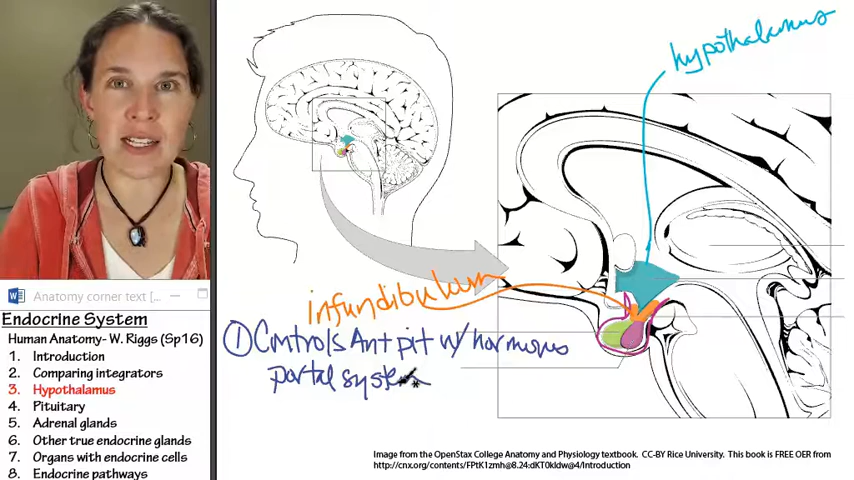 hypothalamus
infundibulum
① Controls Ant pit w/ hormones
portal system
Anatomy corner text [...
Endocrine System
Human Anatomy- W. Riggs (Sp16)
1. Introduction
2. Comparing integrators
3. Hypothalamus
4. Pituitary
5. Adrenal glands
6. Other true endocrine glands
7. Organs with endocrine cells
8. Endocrine pathways
Image from the OpenStax College Anatomy and Physiology textbook. CC-BY Rice University. This book is FREE OER from
http://cnx.org/contents/FPtK1zmh@8.24:dKT0kldw@4/Introduction